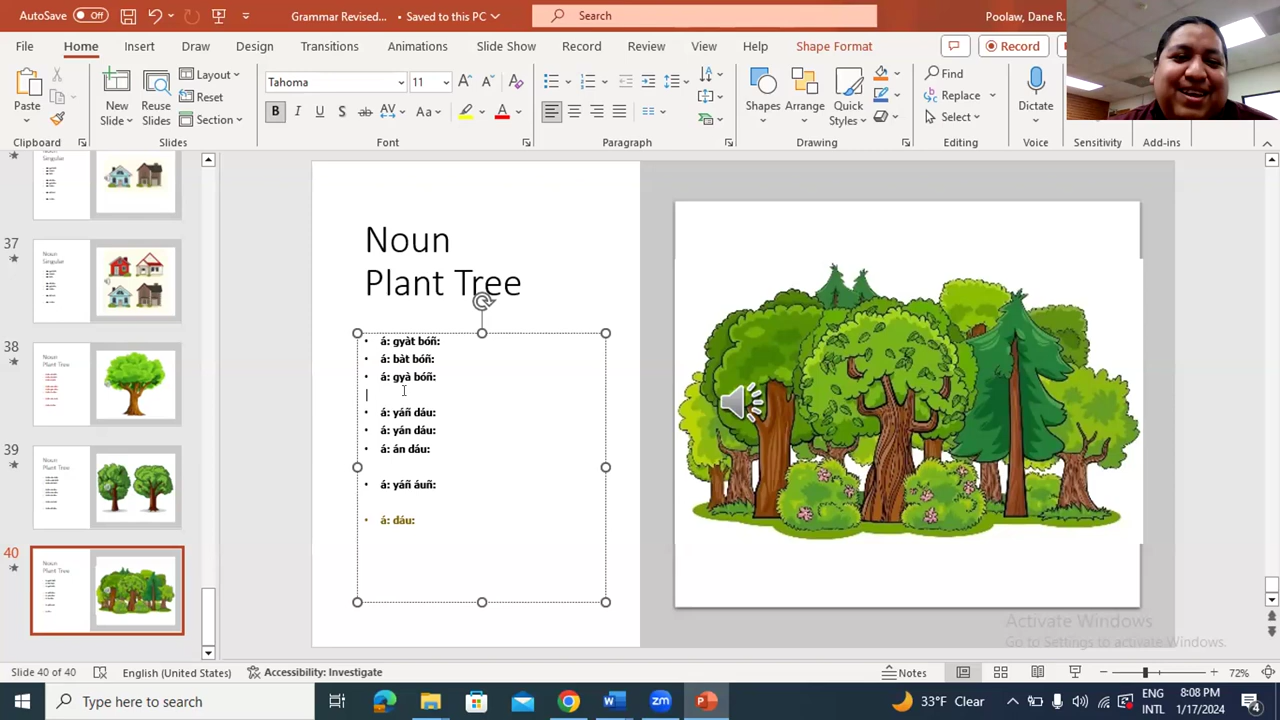 AutoSave Off
Grammar Revised... • Saved to this PC
Search
Poolaw, Dane R.
File Home Insert Draw Design Transitions Animations Slide Show Record Review View Help Shape Format Record
Paste
New Slide
Reuse Slides
Layout
Reset
Section
Tahoma 11
Shapes
Arrange
Quick Styles
Find
Replace
Select
Dictate
Clipboard Slides Font Paragraph Drawing Editing Voice Sensitivity Add-ins
37
38
39
40
Noun
Plant Tree
• á: gyàt bóñ:
• á: bàt bóñ:
• á: gyà bóñ:
• á: yáñ dáu:
• á: yán dáu:
• á: án dáu:
• á: yáñ áuñ:
• á: dáu:
Activate Windows
Go to Settings to activate Windows.
Slide 40 of 40 English (United States) Accessibility: Investigate Notes 72%
Type here to search
33°F Clear
ENG
INTL
8:08 PM
1/17/2024
4